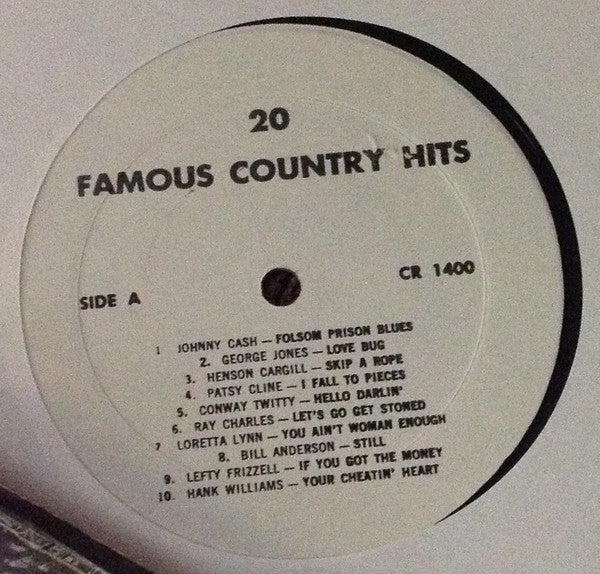 20
FAMOUS COUNTRY HITS
SIDE A
CR 1400
1 JOHNNY CASH — FOLSOM PRISON BLUES
2. GEORGE JONES — LOVE BUG
3. HENSON CARGILL — SKIP A ROPE
4. PATSY CLINE — I FALL TO PIECES
5. CONWAY TWITTY — HELLO DARLIN'
6. RAY CHARLES — LET'S GO GET STONED
7 LORETTA LYNN — YOU AIN'T WOMAN ENOUGH
8. BILL ANDERSON — STILL
9. LEFTY FRIZZELL — IF YOU GOT THE MONEY
10. HANK WILLIAMS — YOUR CHEATIN' HEART